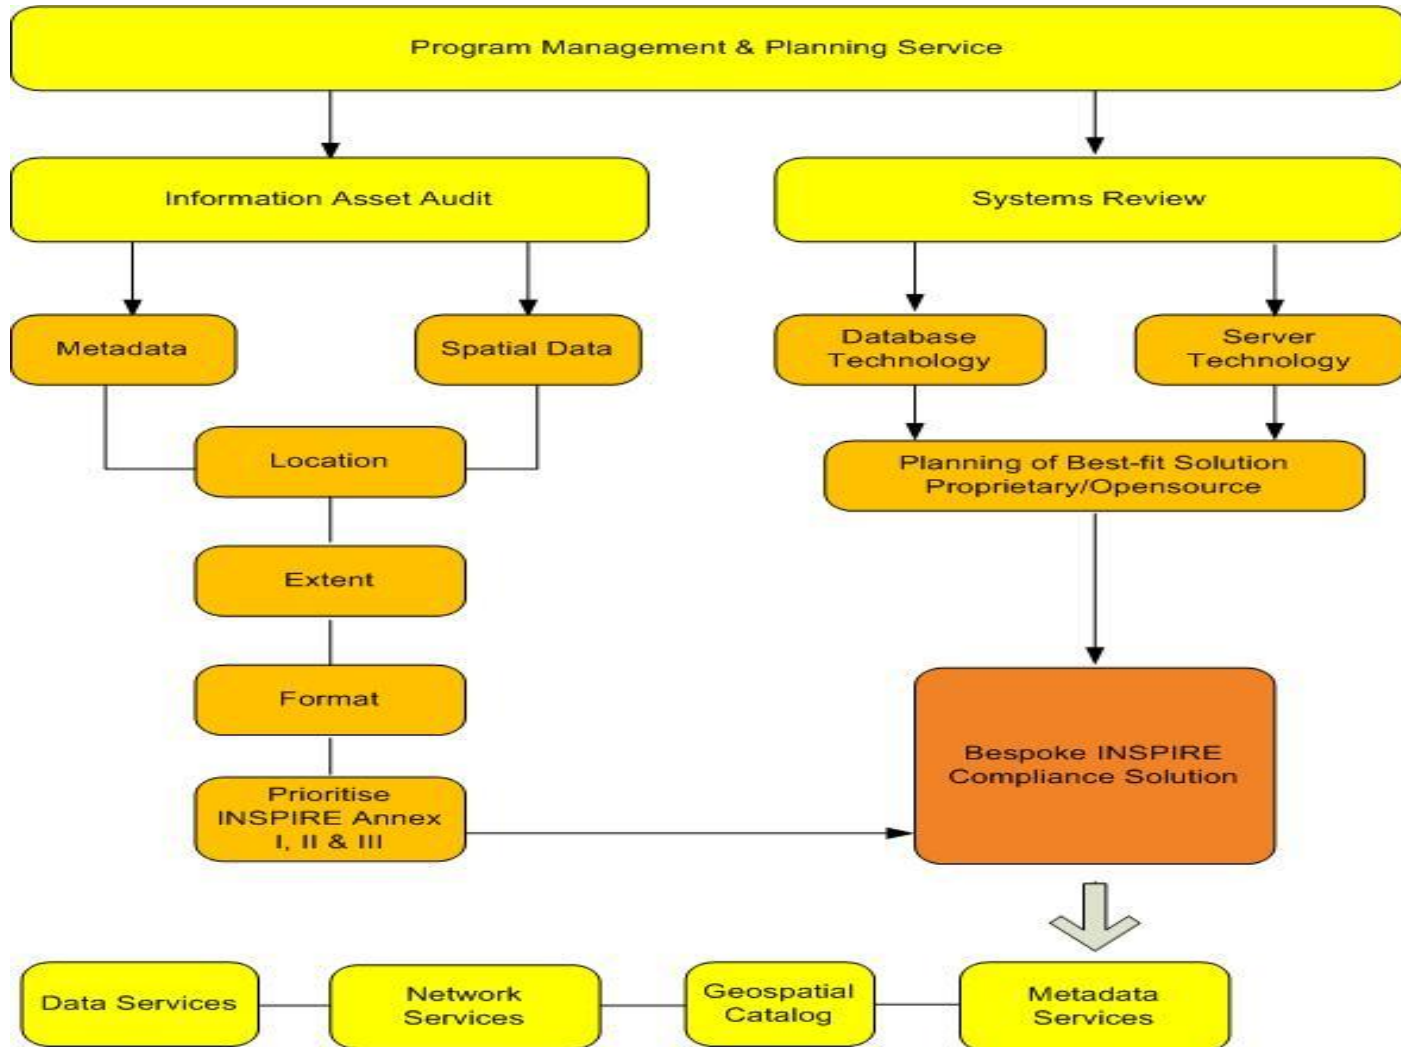 Program Management & Planning Service
Information Asset Audit
Systems Review
Metadata
Spatial Data
Database
Technology
Server
Technology
Location
Planning of Best-fit Solution
Proprietary/Opensource
Extent
Format
Prioritise
INSPIRE Annex
I, II & III
Bespoke INSPIRE
Compliance Solution
Data Services
Network
Services
Geospatial
Catalog
Metadada
Services